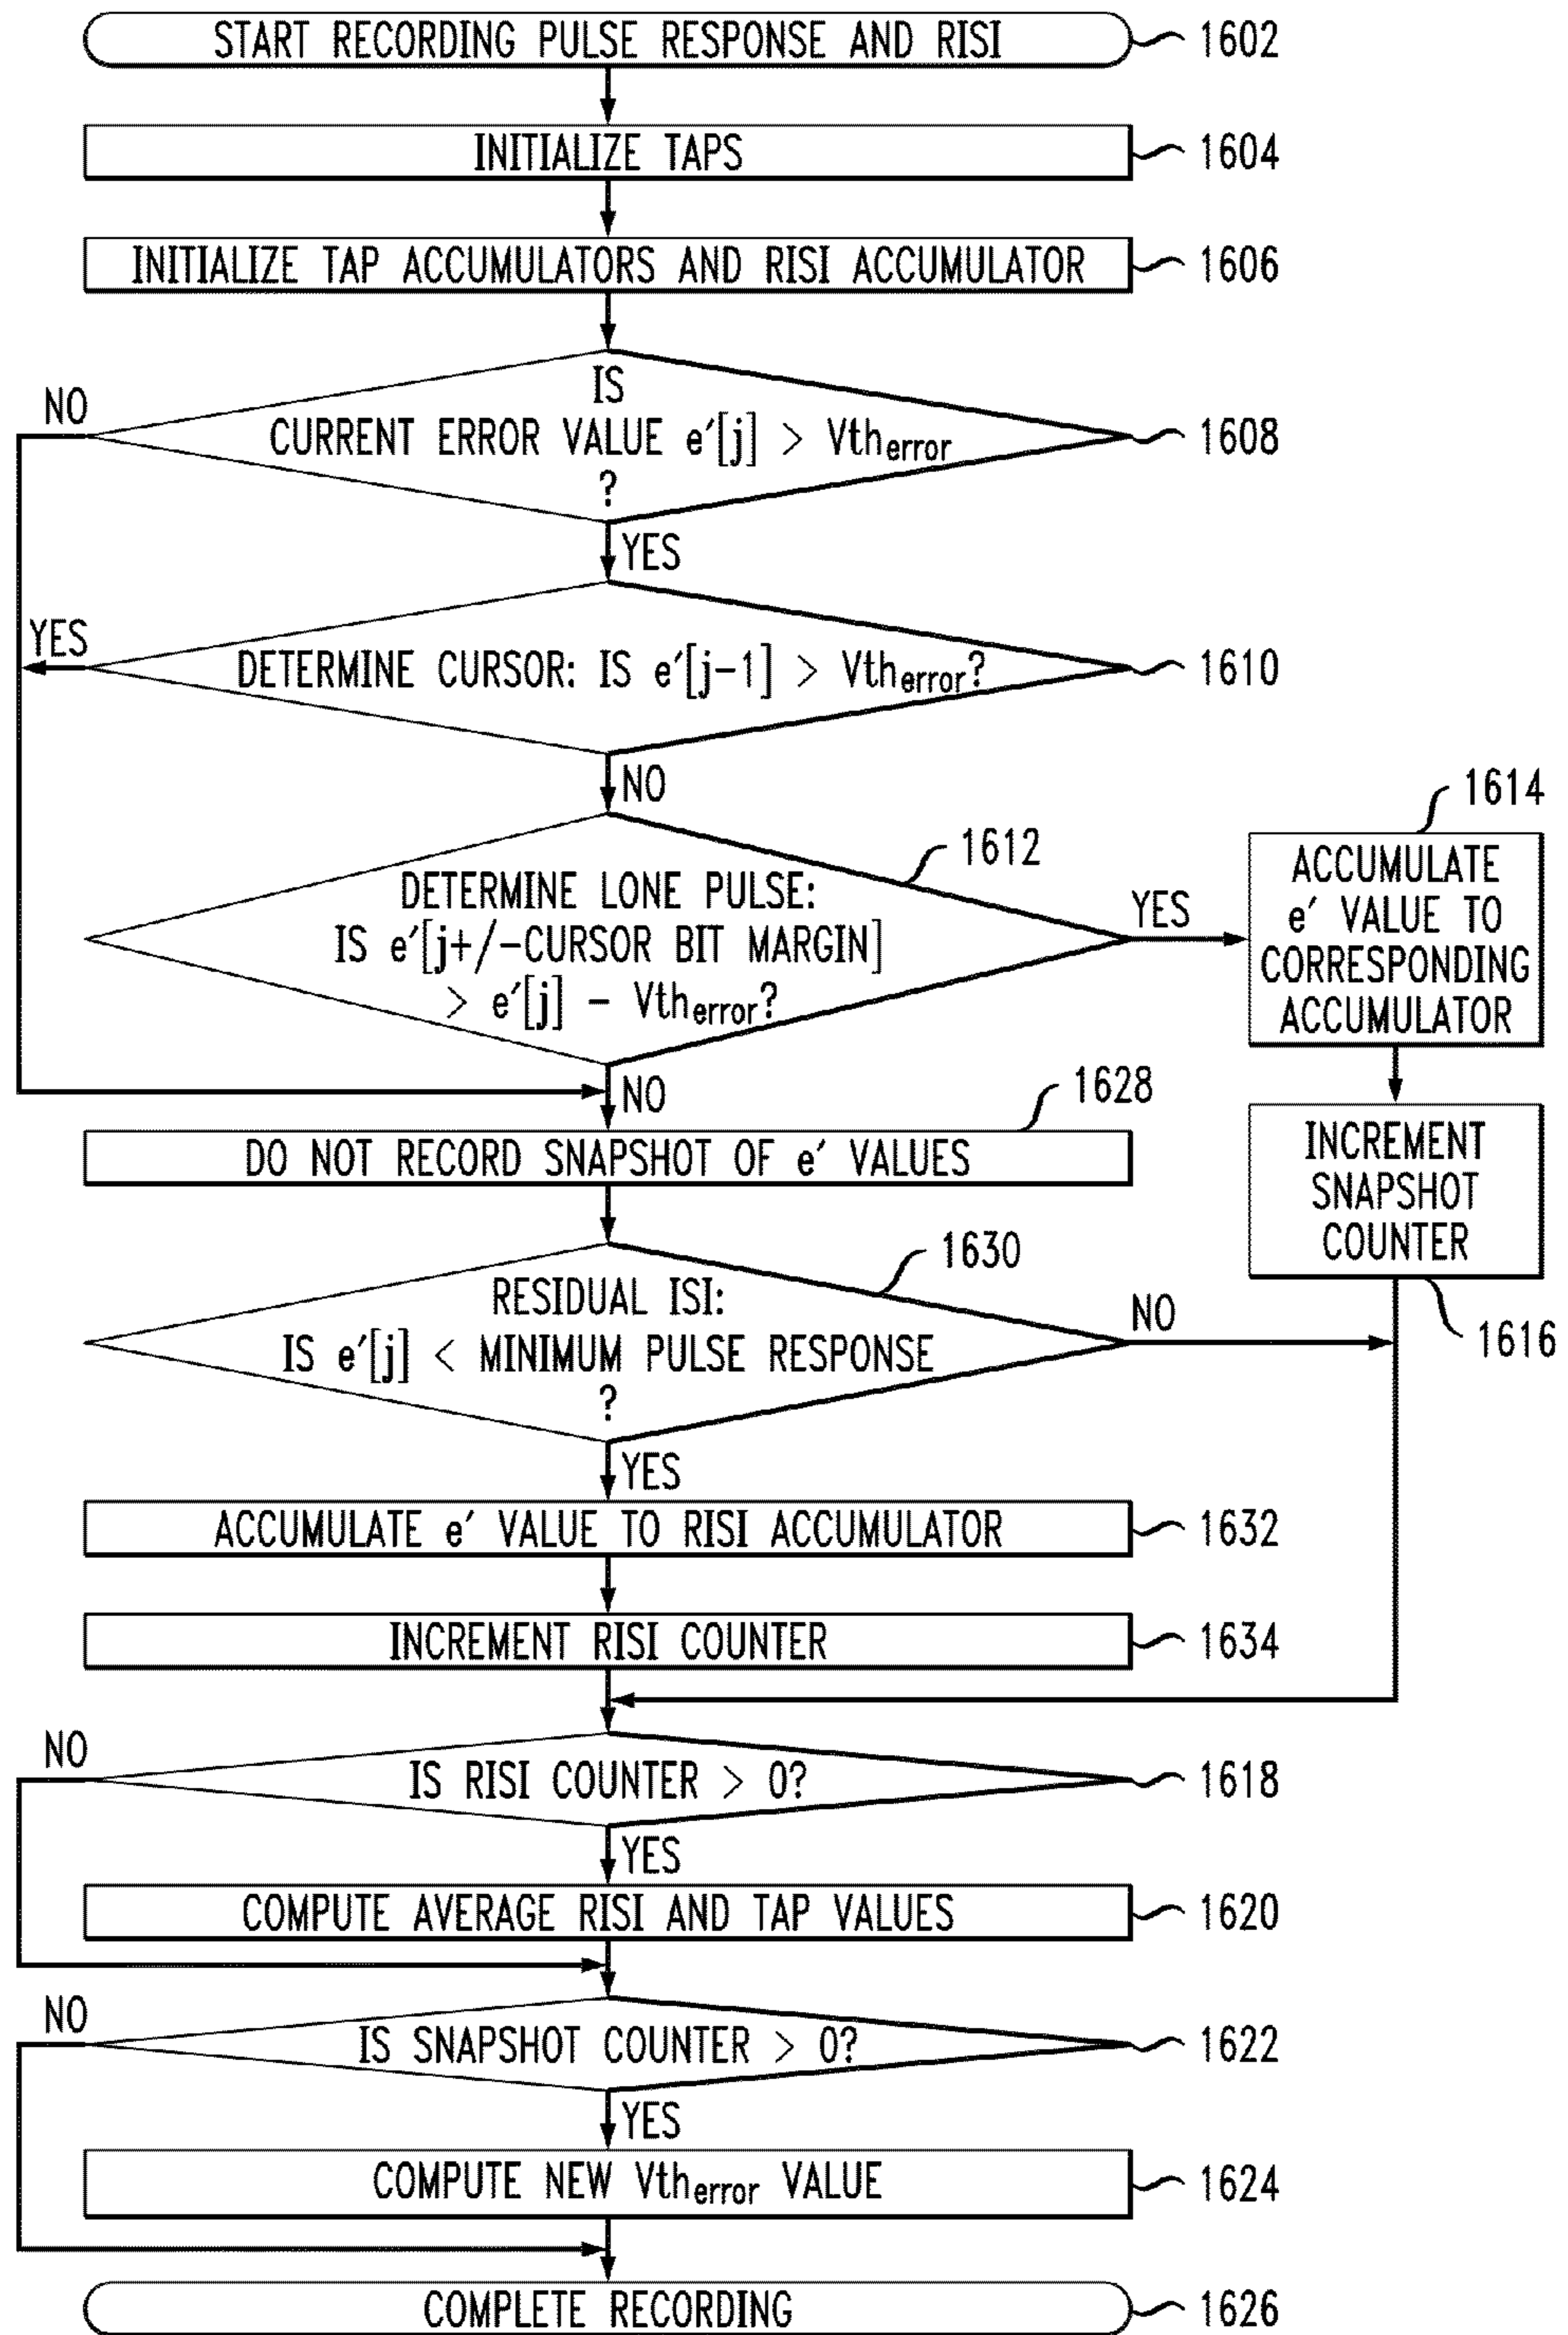 START RECORDING PULSE RESPONSE AND RISI
1602
INITIALIZE TAPS
1604
INITIALIZE TAP ACCUMULATORS AND RISI ACCUMULATOR
1606
IS
CURRENT ERROR VALUE e′[j] > Vtherror
?
1608
NO
YES
DETERMINE CURSOR: IS e′[j−1] > Vtherror?
1610
YES
NO
DETERMINE LONE PULSE:
IS e′[j+/−CURSOR BIT MARGIN]
> e′[j] − Vtherror?
1612
YES
NO
ACCUMULATE
e′ VALUE TO
CORRESPONDING
ACCUMULATOR
1614
INCREMENT
SNAPSHOT
COUNTER
1616
DO NOT RECORD SNAPSHOT OF e′ VALUES
1628
RESIDUAL ISI:
IS e′[j] < MINIMUM PULSE RESPONSE
?
1630
NO
YES
ACCUMULATE e′ VALUE TO RISI ACCUMULATOR
1632
INCREMENT RISI COUNTER
1634
IS RISI COUNTER > 0?
1618
NO
YES
COMPUTE AVERAGE RISI AND TAP VALUES
1620
IS SNAPSHOT COUNTER > 0?
1622
NO
YES
COMPUTE NEW Vtherror VALUE
1624
COMPLETE RECORDING
1626